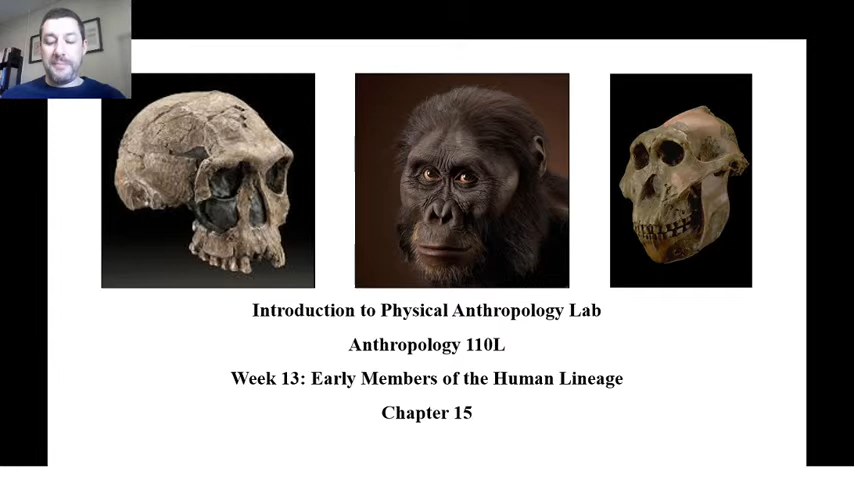 Introduction to Physical Anthropology Lab
Anthropology 110L
Week 13: Early Members of the Human Lineage
Chapter 15